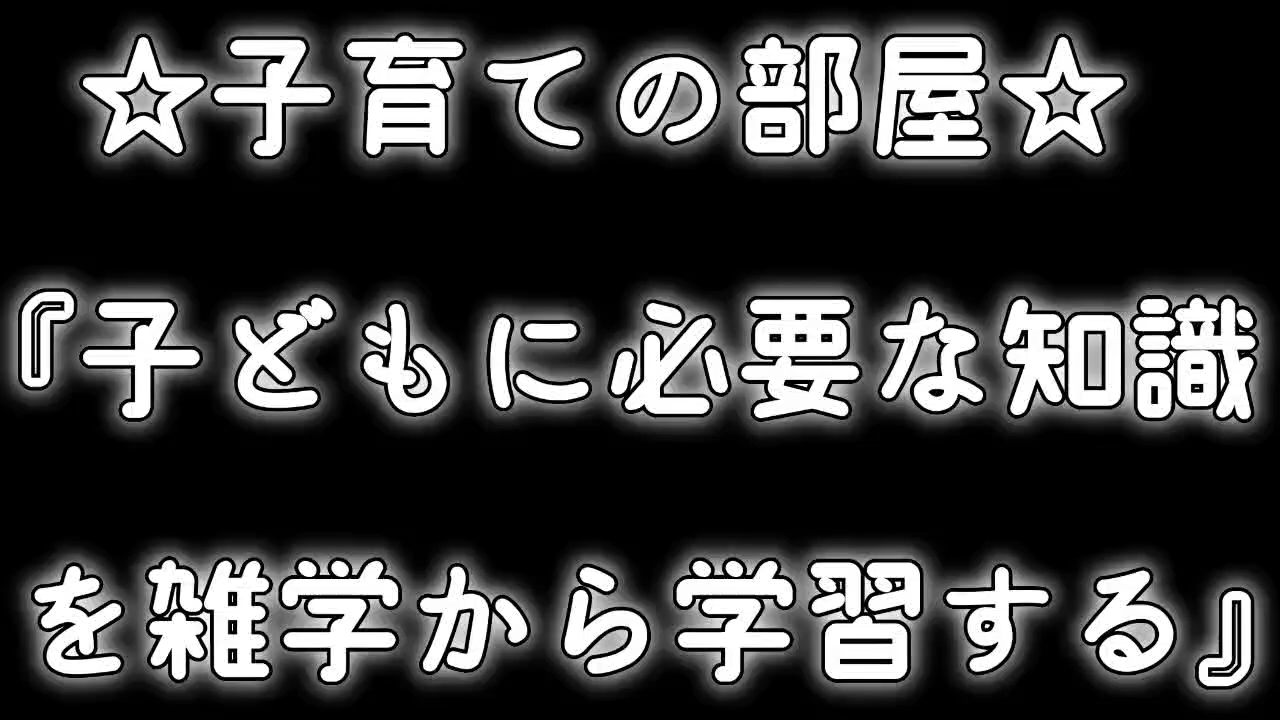 ☆子育ての部屋☆
『子どもに必要な知識
を雑学から学習する』